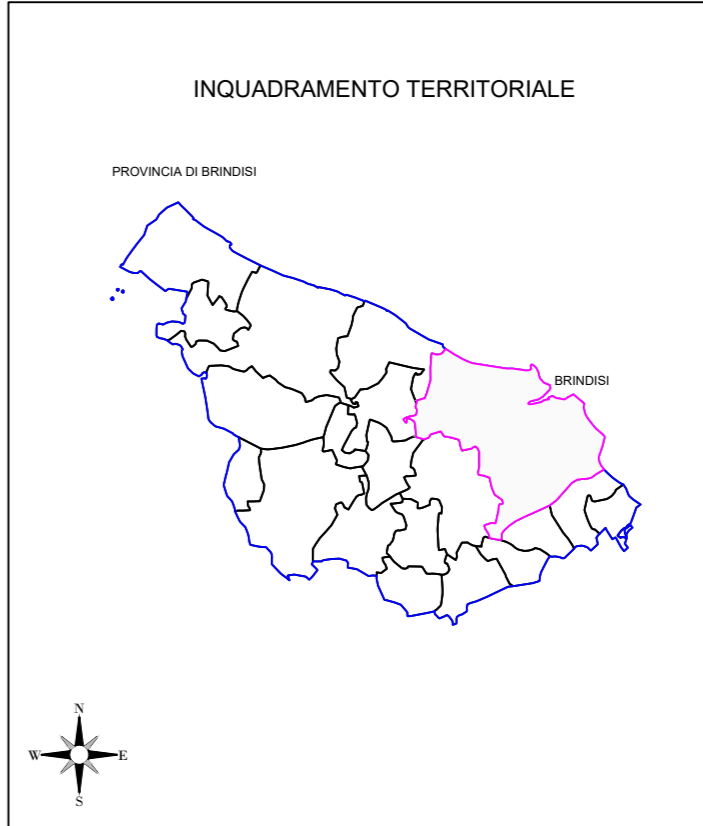 INQUADRAMENTO TERRITORIALE
PROVINCIA DI BRINDISI
BRINDISI
N
W E
S